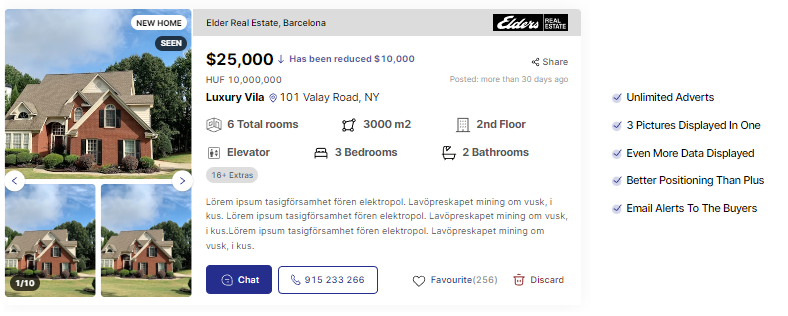 NEW HOME
SEEN
1/10
Elder Real Estate, Barcelona
Elders REAL ESTATE
$25,000 ↓ Has been reduced $10,000
Share
HUF 10,000,000
Posted: more than 30 days ago
Luxury Vila 101 Valay Road, NY
6 Total rooms 3000 m2 2nd Floor
Elevator 3 Bedrooms 2 Bathrooms
16+ Extras
Lörem ipsum tasigförsamhet fören elektropol. Lavöpreskapet mining om vusk, i
kus. Lörem ipsum tasigförsamhet fören elektropol. Lavöpreskapet mining om vusk,
i kus.Lörem ipsum tasigförsamhet fören elektropol. Lavöpreskapet mining om
vusk, i kus.
Chat 915 233 266 Favourite(256) Discard
Unlimited Adverts
3 Pictures Displayed In One
Even More Data Displayed
Better Positioning Than Plus
Email Alerts To The Buyers